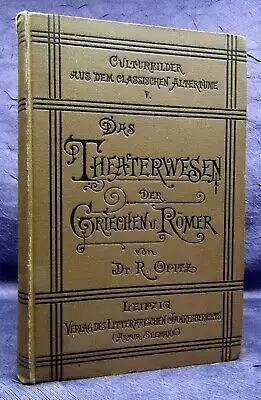 CULTURBILDER
AUS DEM CLASSISCHEN ALTERTUME
V.
DAS
THEATERWESEN
DER
GRIECHEN U. RÖMER
von
DR. R. OPITZ.
LEIPZIG
VERLAG DES LITTERARISCHEN JAHRESBERICHTS
(ARTUR SEEMANN)